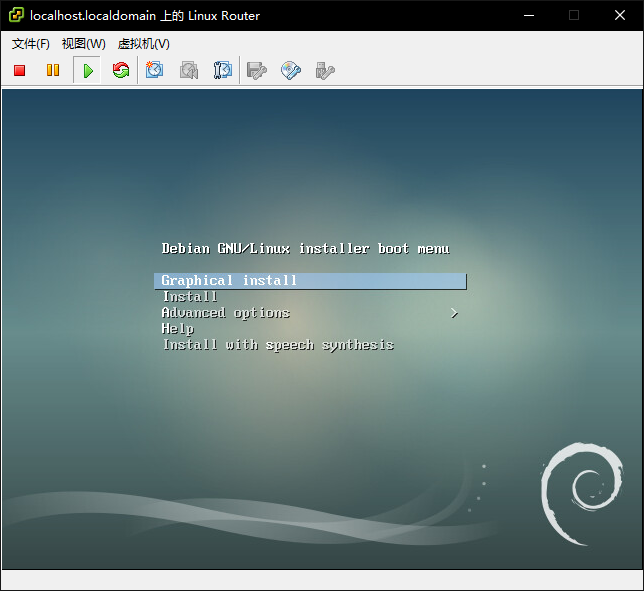 localhost.localdomain 上的 Linux Router
文件(F) 视图(W) 虚拟机(V)
Debian GNU/Linux installer boot menu
Graphical install
Install
Advanced options >
Help
Install with speech synthesis